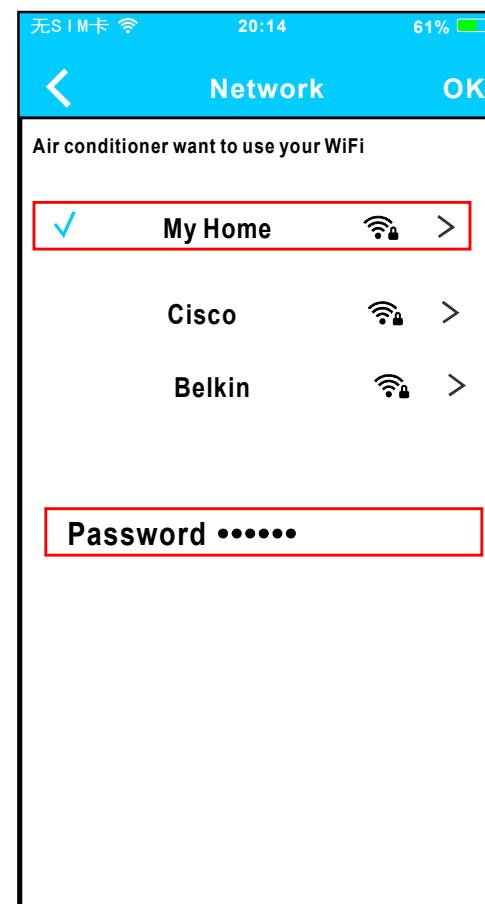 无SIM卡 20:14 61%
Network OK
Air conditioner want to use your WiFi
My Home
Cisco
Belkin
Password ••••••